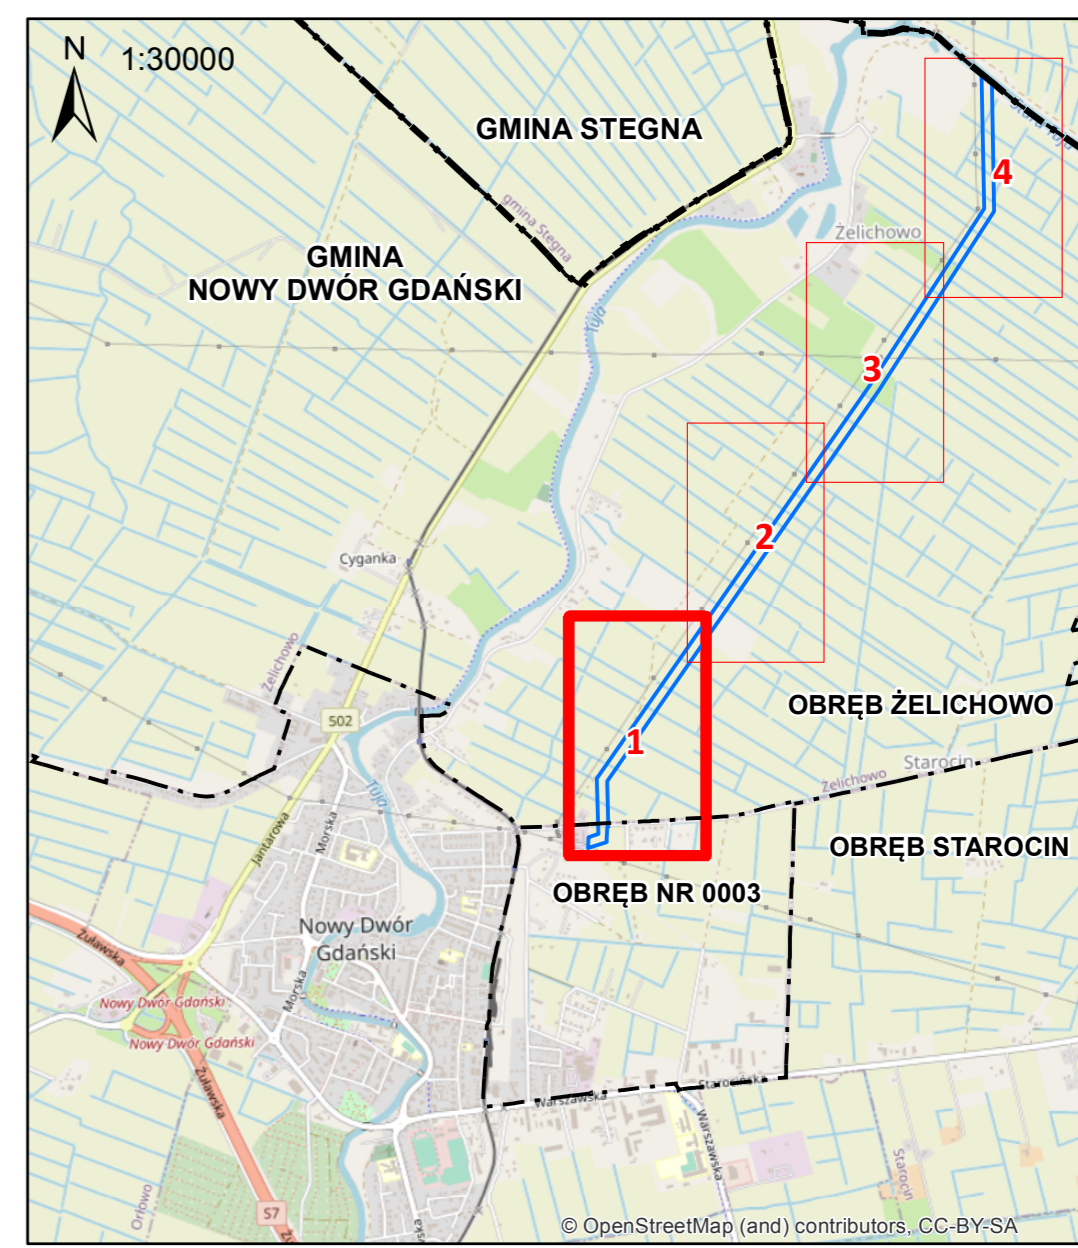 N
1:30000
GMINA STEGNA
gmina Stegna
GMINA
NOWY DWÓR GDAŃSKI
Tuja
Żelichowo
4
3
2
1
Cyganka
Żelichowo
502
Tuja
Jantarowa
Morska
OBRĘB ŻELICHOWO
Żelichowo
Starocin
OBRĘB STAROCIN
OBRĘB NR 0003
Nowy Dwór
Gdański
Żuławska
Morska
Nowy Dwór Gdański
Nowy Dwór Gdański
Żuławska
Starocińska
Warszawska
Warszawska
Starocin
Orłowo
S7
© OpenStreetMap (and) contributors, CC-BY-SA